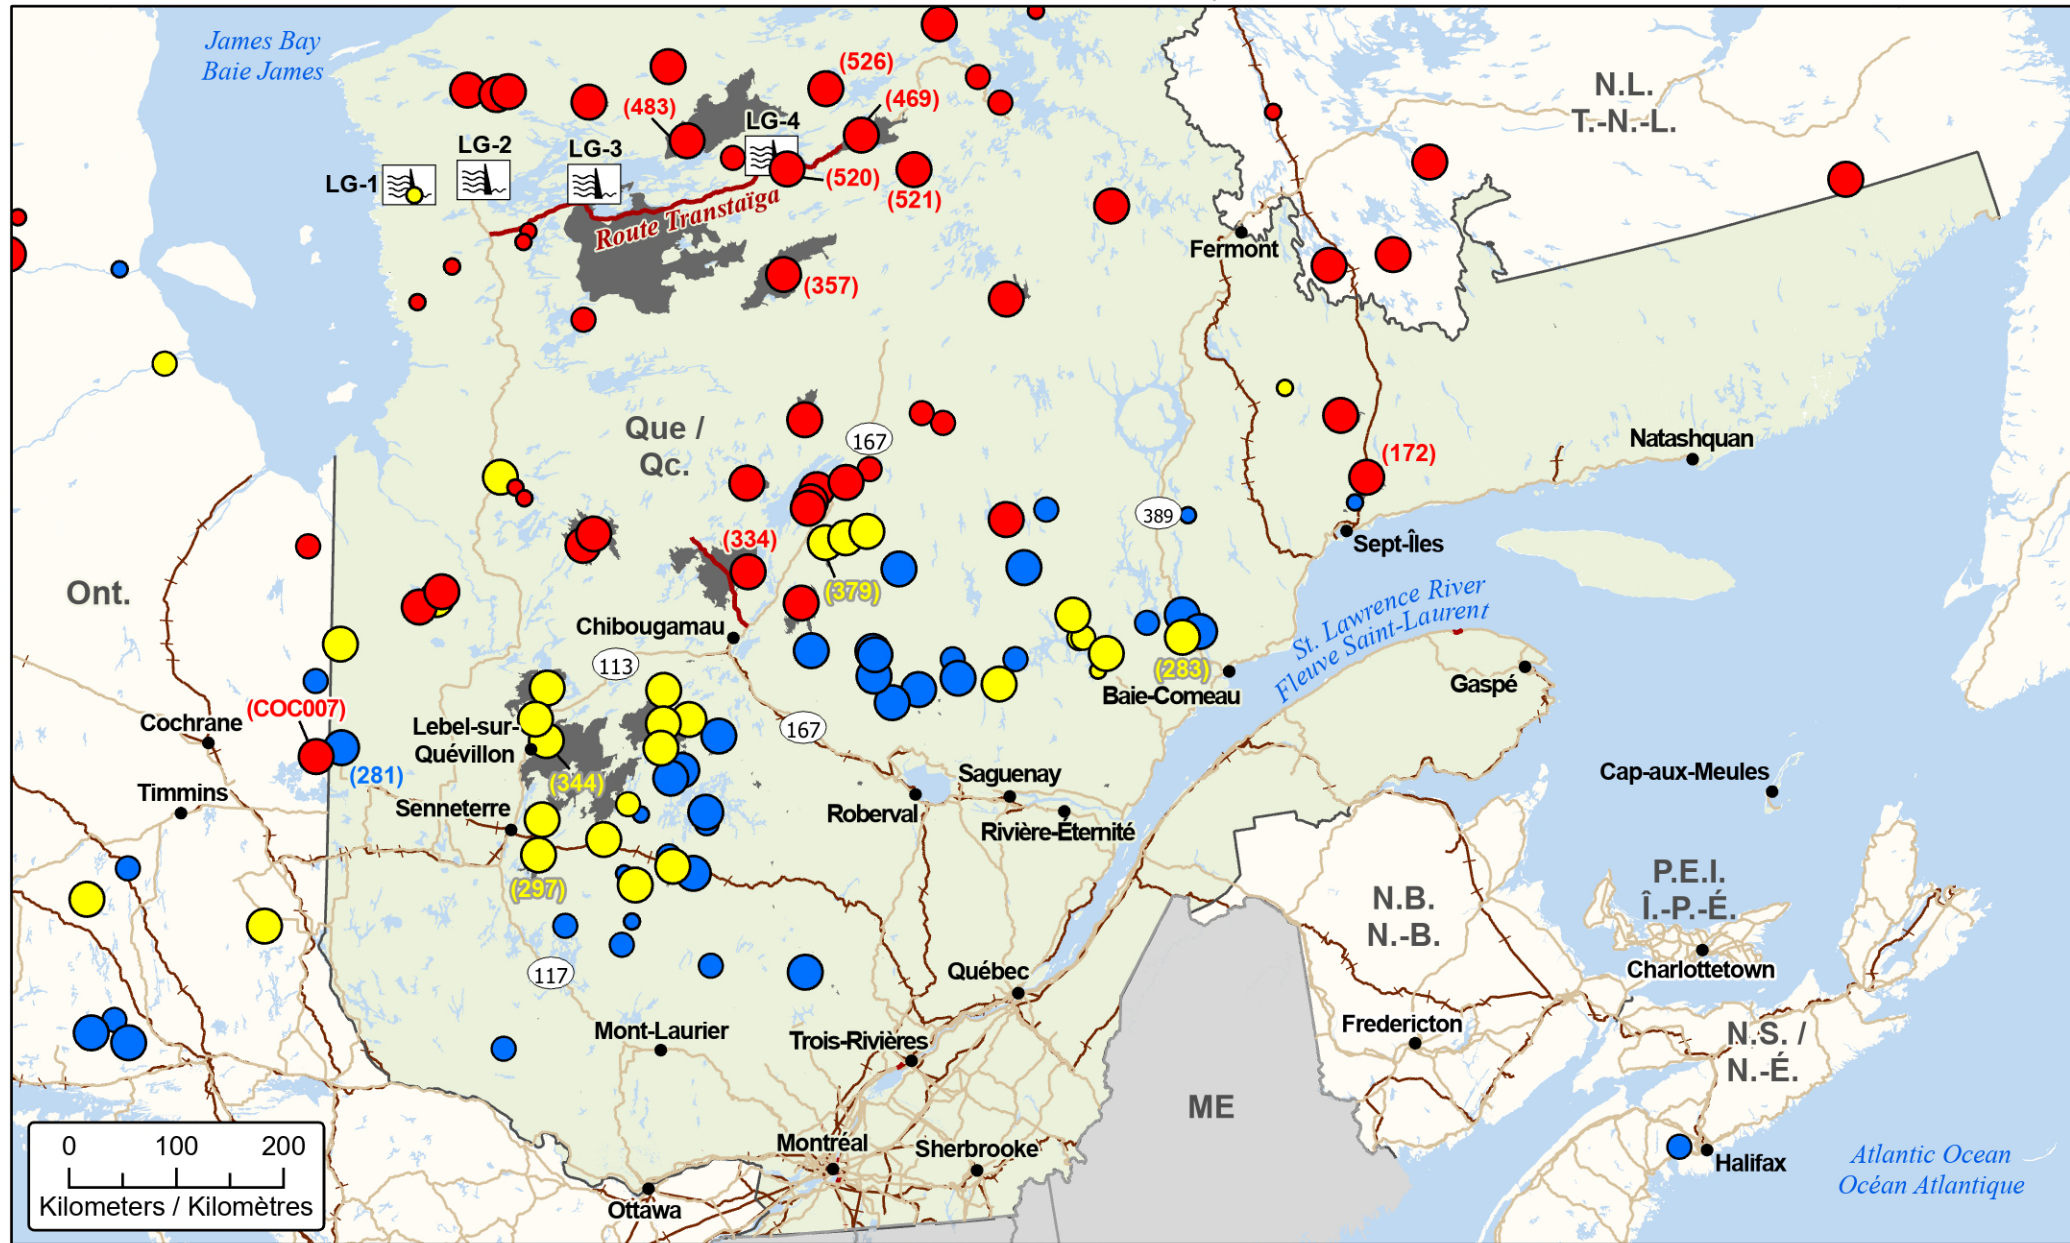 James Bay
Baie James
N.L.
T.-N.-L.
(526)
(469)
(483)
LG-4
LG-2
LG-3
LG-1
(520)
(521)
Route Transtaïga
(357)
Fermont
Que /
Qc.
167
Natashquan
(172)
389
Sept-Îles
(334)
(379)
Ont.
St. Lawrence River
Fleuve Saint-Laurent
Chibougamau
113
(283)
Baie-Comeau
Gaspé
(COC007)
Cochrane
Lebel-sur-
Quévillon
167
(281)
(344)
Saguenay
Cap-aux-Meules
Timmins
Senneterre
Roberval
Rivière-Éternité
(297)
P.E.I.
Î.-P.-É.
N.B.
N.-B.
117
Québec
Charlottetown
Mont-Laurier
Trois-Rivières
Fredericton
N.S. /
N.-É.
ME
0 100 200
Kilometers / Kilomètres
Montréal
Sherbrooke
Halifax
Atlantic Ocean
Océan Atlantique
Ottawa